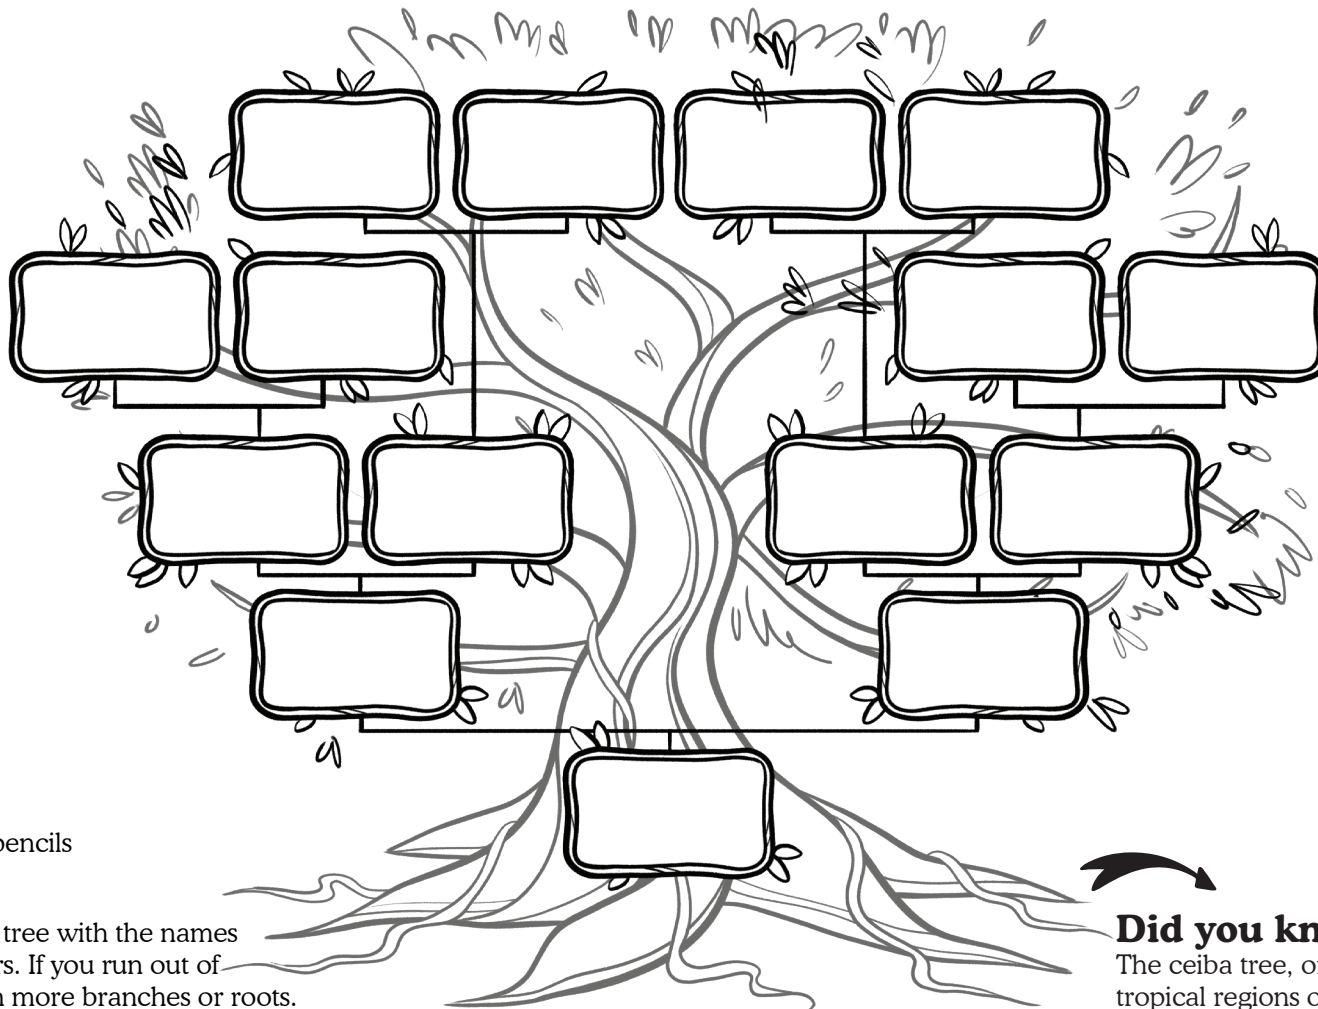 pencils
tree with the names
rs. If you run out of
more branches or roots.
Did you kn
The ceiba tree, o
tropical regions o